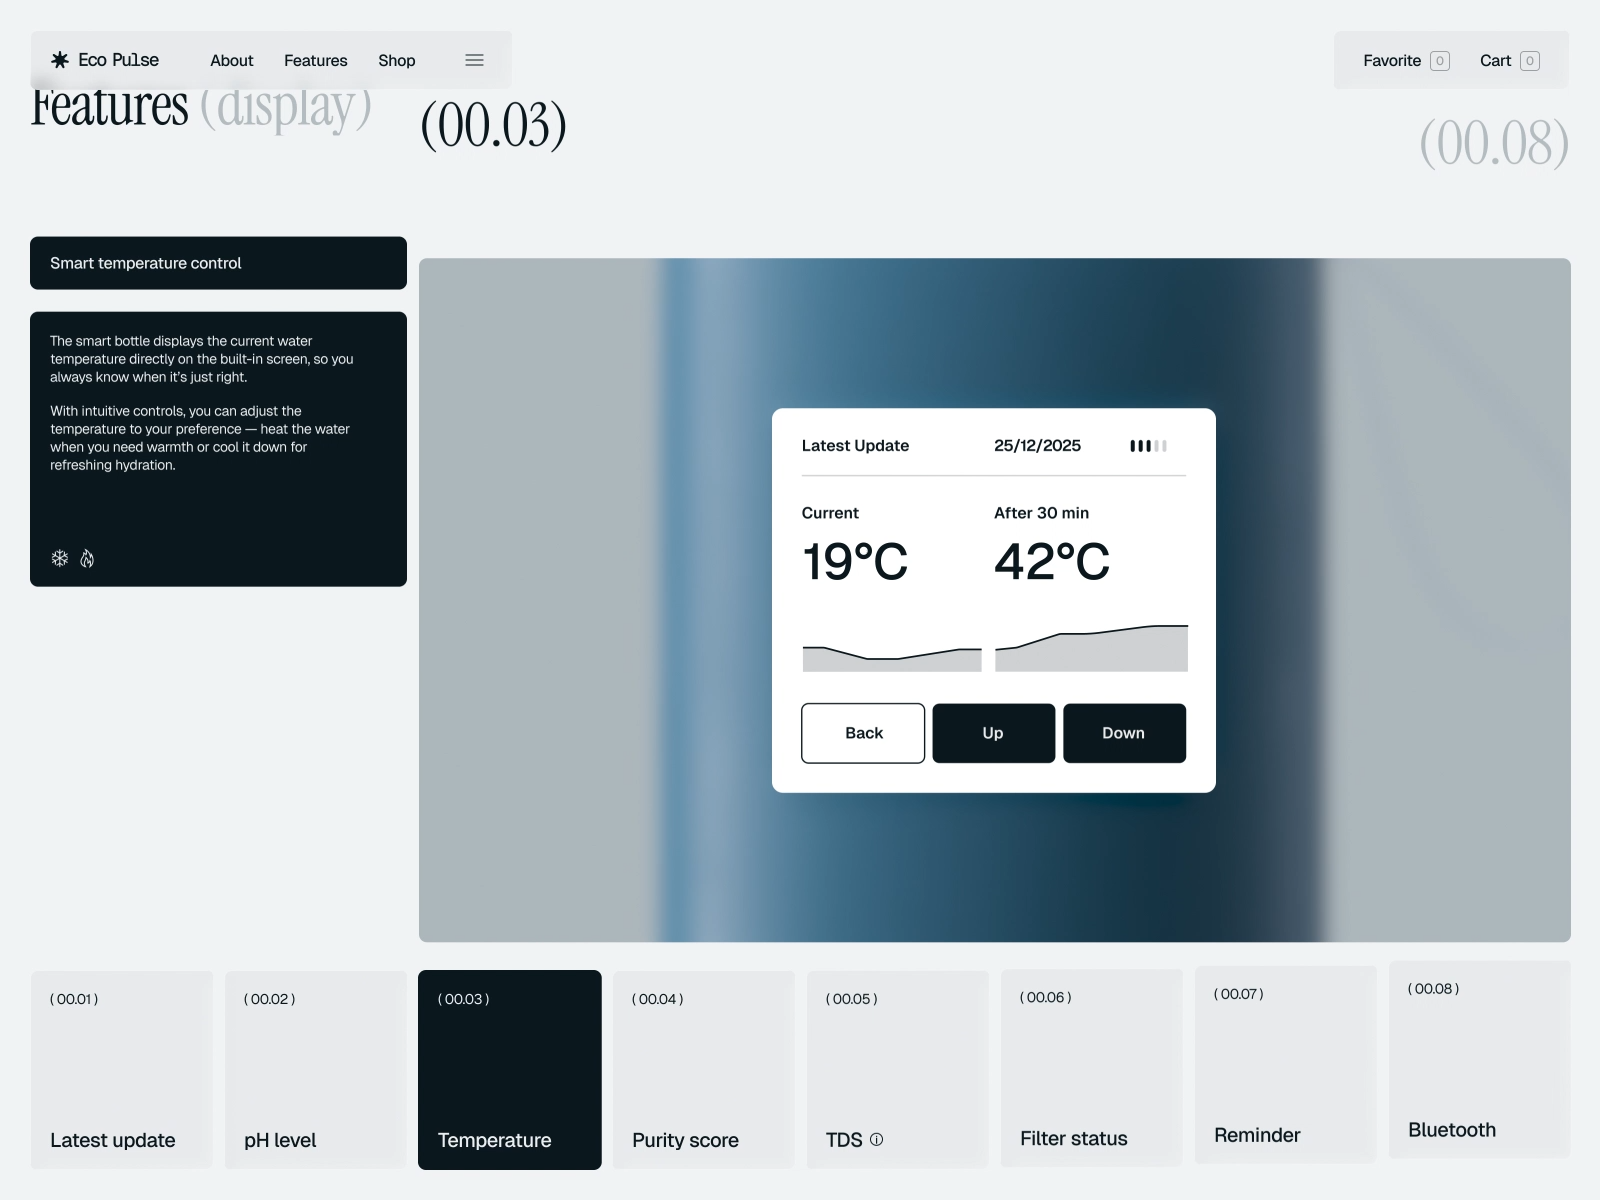 Eco Pulse
About
Features
Shop
Favorite 0
Cart 0
Features (display)
(00.03)
(00.08)
Smart temperature control
The smart bottle displays the current water
temperature directly on the built-in screen, so you
always know when it’s just right.
With intuitive controls, you can adjust the
temperature to your preference — heat the water
when you need warmth or cool it down for
refreshing hydration.
Latest Update
25/12/2025
Current
After 30 min
19°C
42°C
Back
Up
Down
( 00.01 )
Latest update
( 00.02 )
pH level
( 00.03 )
Temperature
( 00.04 )
Purity score
( 00.05 )
TDS
( 00.06 )
Filter status
( 00.07 )
Reminder
( 00.08 )
Bluetooth